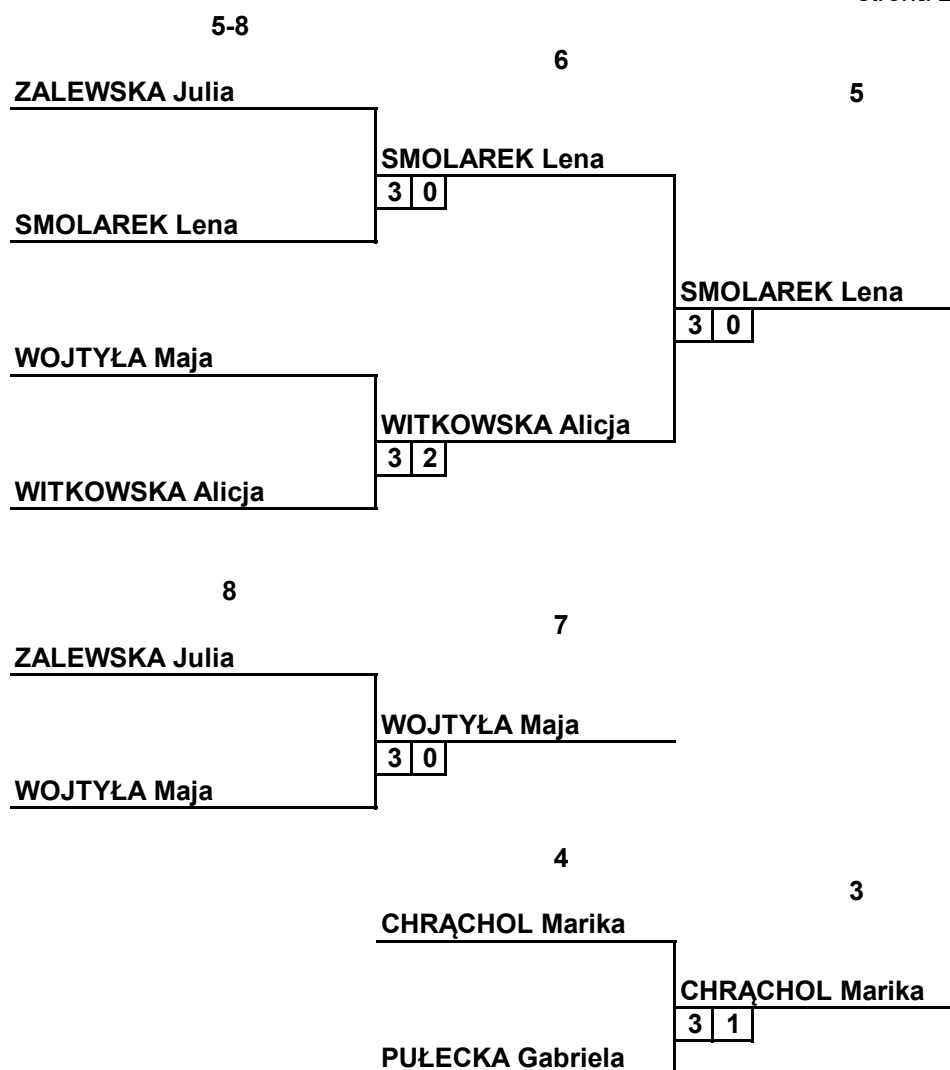 5-8
6
ZALEWSKA Julia
5
SMOLAREK Lena
3 0
SMOLAREK Lena
SMOLAREK Lena
3 0
WOJTYŁA Maja
WITKOWSKA Alicja
3 2
WITKOWSKA Alicja
8
7
ZALEWSKA Julia
WOJTYŁA Maja
3 0
WOJTYŁA Maja
4
3
CHRĄCHOL Marika
CHRĄCHOL Marika
3 1
PUŁECKA Gabriela